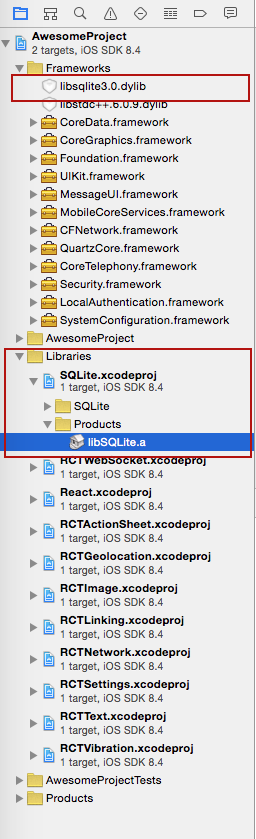 AwesomeProject
2 targets, iOS SDK 8.4
Frameworks
libsqlite3.0.dylib
libstdc++.6.0.9.dylib
CoreData.framework
CoreGraphics.framework
Foundation.framework
UIKit.framework
MessageUI.framework
MobileCoreServices.framework
CFNetwork.framework
QuartzCore.framework
CoreTelephony.framework
Security.framework
LocalAuthentication.framework
SystemConfiguration.framework
AwesomeProject
Libraries
SQLite.xcodeproj
1 target, iOS SDK 8.4
SQLite
Products
libSQLite.a
RCTWebSocket.xcodeproj
1 target, iOS SDK 8.4
React.xcodeproj
1 target, iOS SDK 8.4
RCTActionSheet.xcodeproj
1 target, iOS SDK 8.4
RCTGeolocation.xcodeproj
1 target, iOS SDK 8.4
RCTImage.xcodeproj
1 target, iOS SDK 8.4
RCTLinking.xcodeproj
1 target, iOS SDK 8.4
RCTNetwork.xcodeproj
1 target, iOS SDK 8.4
RCTSettings.xcodeproj
1 target, iOS SDK 8.4
RCTText.xcodeproj
1 target, iOS SDK 8.4
RCTVibration.xcodeproj
1 target, iOS SDK 8.4
AwesomeProjectTests
Products